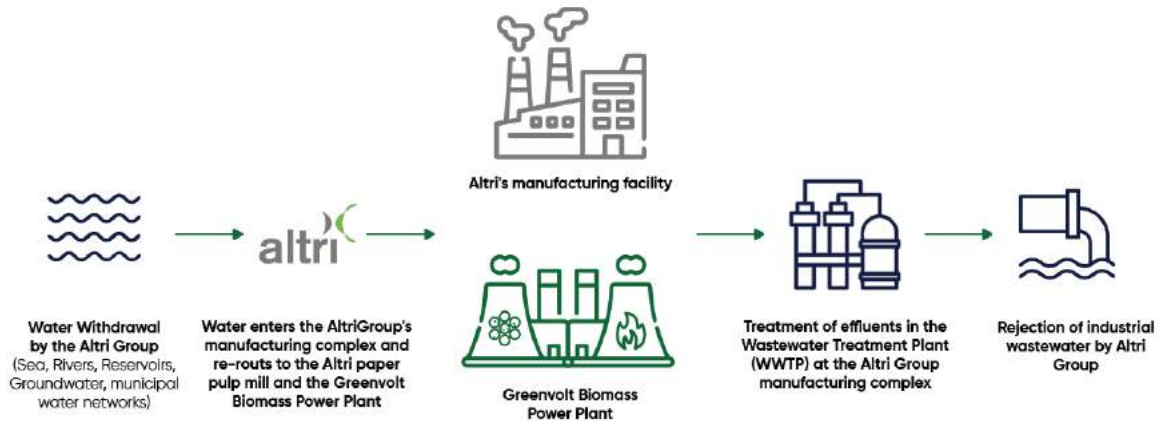 Altri's manufacturing facility
altri
Water Withdrawal
by the Altri Group
(Sea, Rivers, Reservoirs,
Groundwater, municipal
water networks)
Water enters the AltriGroup's
manufacturing complex and
re-routs to the Altri paper
pulp mill and the Greenvolt
Biomass Power Plant
Greenvolt Biomass
Power Plant
Treatment of effluents in the
Wastewater Treatment Plant
(WWTP) at the Altri Group
manufacturing complex
Rejection of industrial
wastewater by Altri
Group